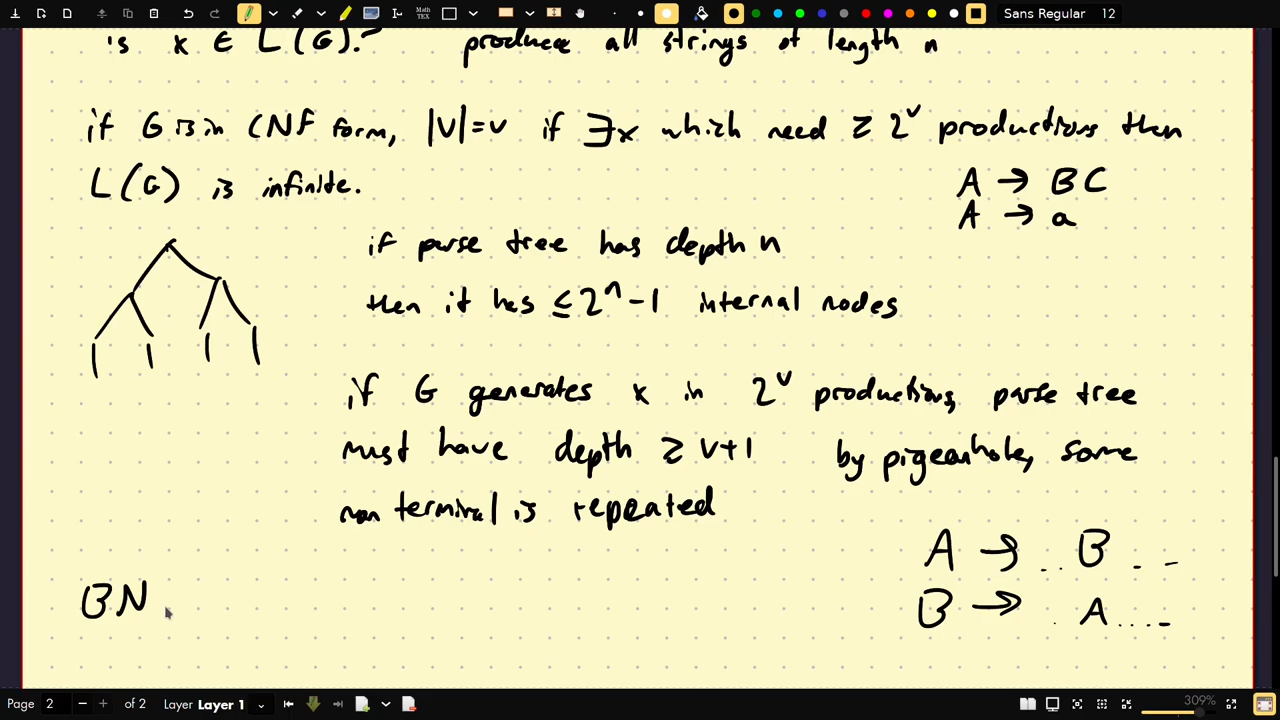 Sans Regular 12
is x ∈ L(G)? produce all strings of length n
if G is in CNF form, |V|=v if ∃x which need ≥ 2^v productions then
L(G) is infinite.
A → BC
A → a
if parse tree has depth n
then it has ≤ 2^n - 1 internal nodes
if G generates x in 2^v productions, parse tree
must have depth ≥ v+1 by pigeonhole, some
non terminal is repeated
A → .. B . . .
B → . A ....
BN
Page 2 of 2 Layer Layer 1 309%